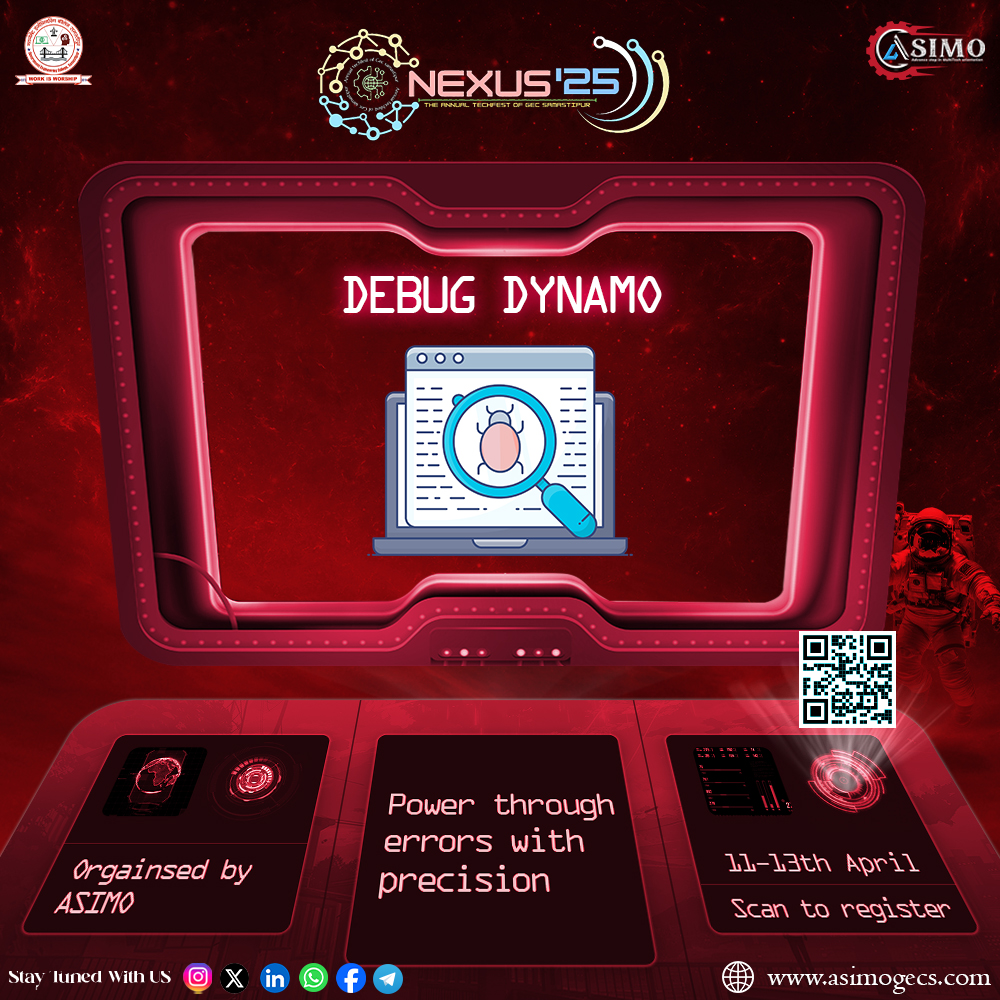 WORK IS WORSHIP
ASIMO
NEXUS'25
THE ANNUAL TECHFEST OF GEC SAMASTIPUR
DEBUG DYNAMO
Orgainsed by
ASIMO
Power through
errors with
precision
11-13th April
Scan to register
Stay Tuned With US
www.asimogecs.com